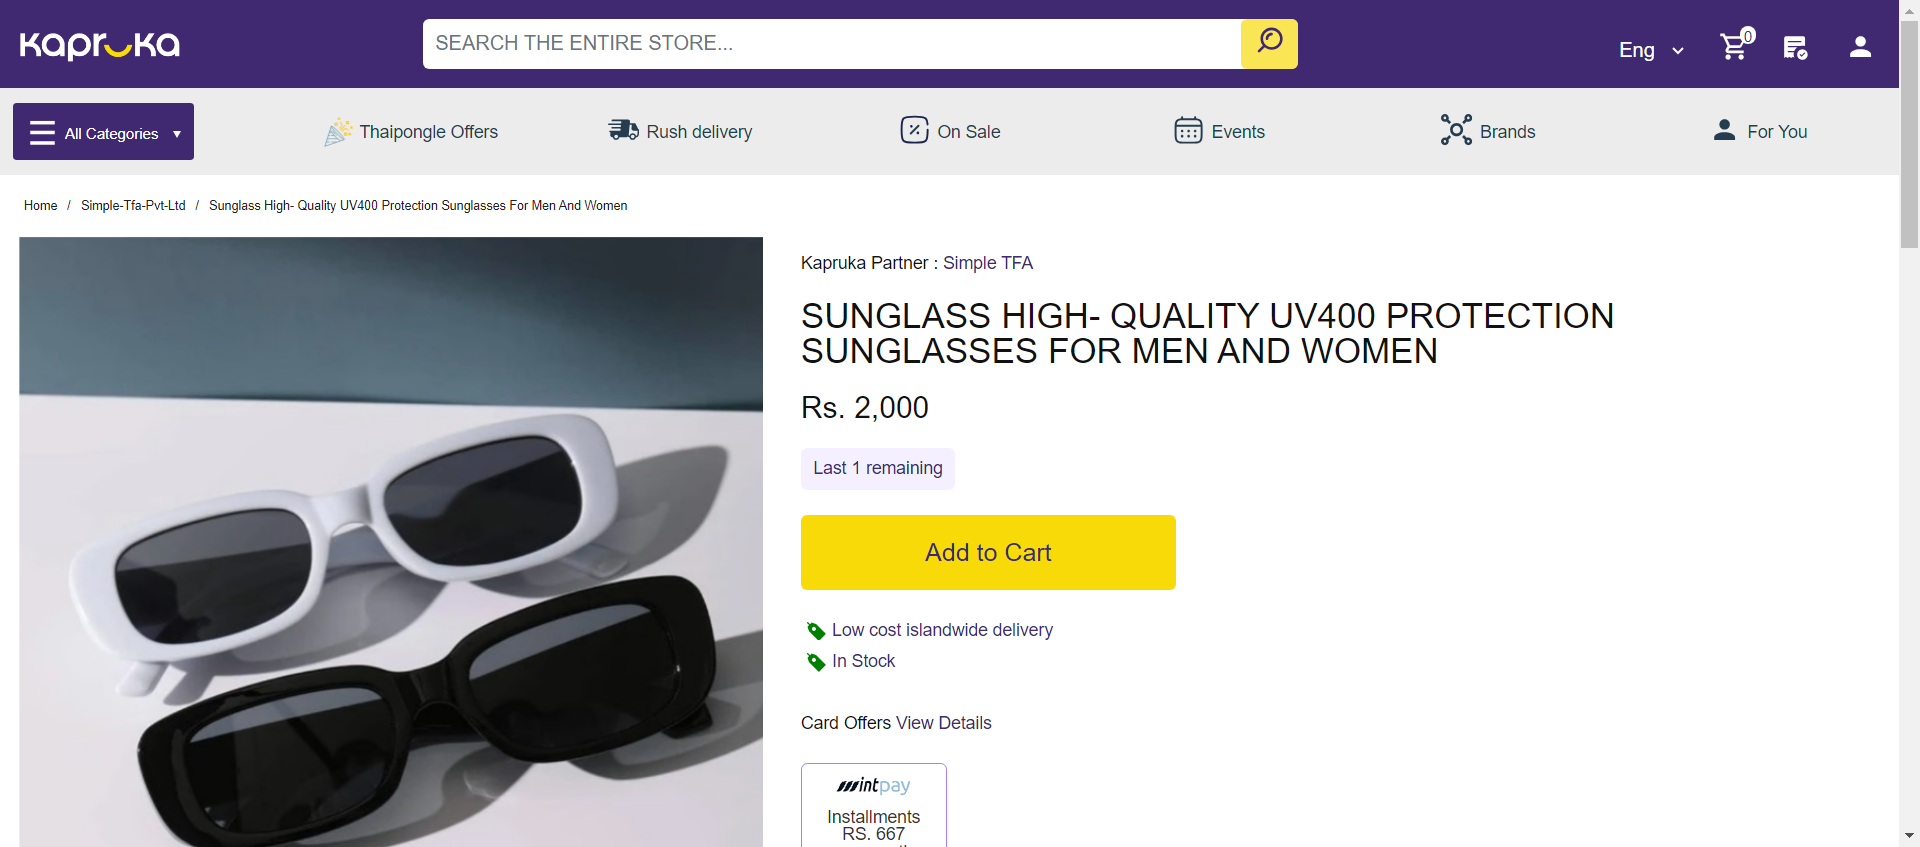 Kapruka
SEARCH THE ENTIRE STORE...
Eng
0
All Categories ▼
Thaipongle Offers
Rush delivery
On Sale
Events
Brands
For You
Home / Simple-Tfa-Pvt-Ltd / Sunglass High- Quality UV400 Protection Sunglasses For Men And Women
Kapruka Partner : Simple TFA
SUNGLASS HIGH- QUALITY UV400 PROTECTION
SUNGLASSES FOR MEN AND WOMEN
Rs. 2,000
Last 1 remaining
Add to Cart
Low cost islandwide delivery
In Stock
Card Offers View Details
mintpay
Installments
RS. 667